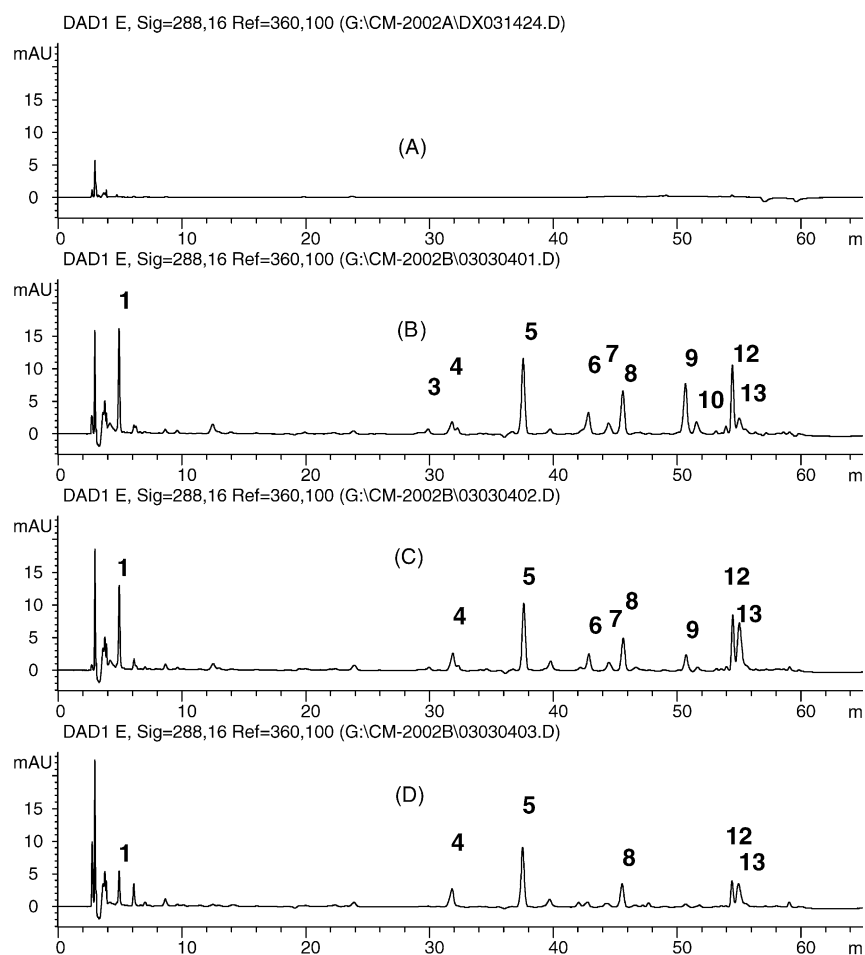 DAD1 E, Sig=288,16 Ref=360,100 (G:\CM-2002A\DX031424.D)
mAU
15
10
5
0
(A)
0 10 20 30 40 50 60 m
DAD1 E, Sig=288,16 Ref=360,100 (G:\CM-2002B\03030401.D)
mAU
15
10
5
0
(B)
1 3 4 5 6 7 8 9 10 12 13
0 10 20 30 40 50 60 m
DAD1 E, Sig=288,16 Ref=360,100 (G:\CM-2002B\03030402.D)
mAU
15
10
5
0
(C)
1 4 5 6 7 8 9 12 13
0 10 20 30 40 50 60 m
DAD1 E, Sig=288,16 Ref=360,100 (G:\CM-2002B\03030403.D)
mAU
15
10
5
0
(D)
1 4 5 8 12 13
0 10 20 30 40 50 60 m